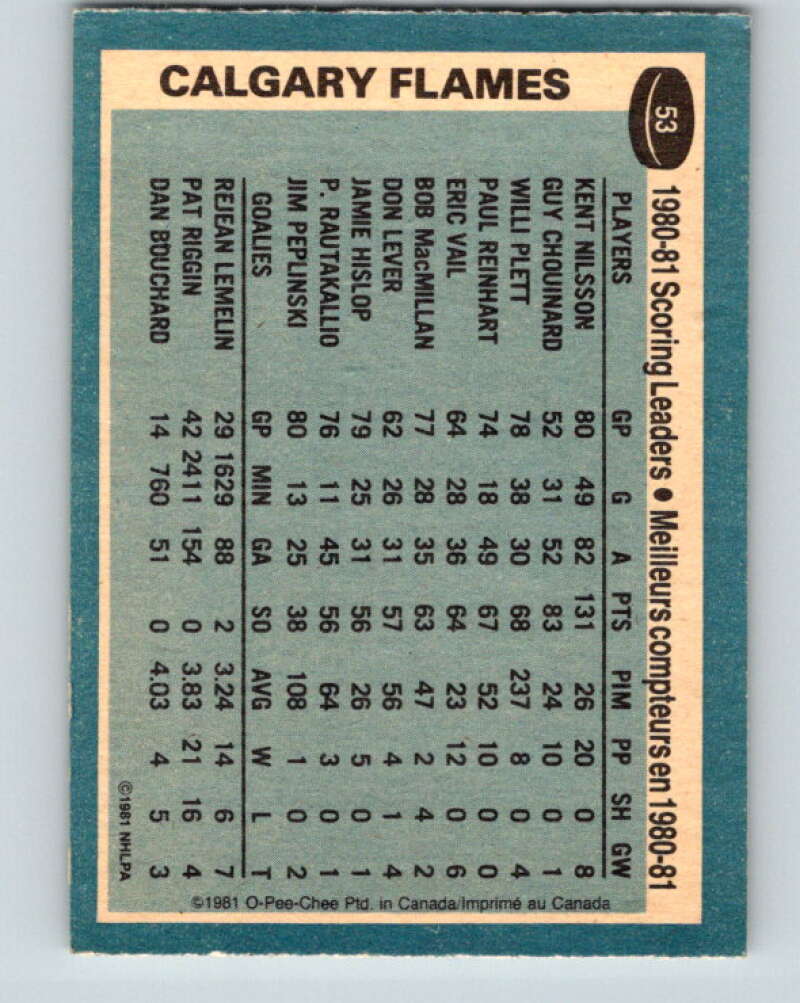 CALGARY FLAMES
53
1980-81 Scoring Leaders • Meilleurs compteurs en 1980-81
PLAYERS GP G A PTS PIM PP SH GW
KENT NILSSON 80 49 82 131 26 20 0 8
GUY CHOUINARD 52 31 52 83 24 10 0 1
WILLI PLETT 78 38 30 68 237 8 0 4
PAUL REINHART 74 18 49 67 52 10 0 0
ERIC VAIL 64 28 36 64 23 12 0 6
BOB MacMILLAN 77 28 35 63 47 2 4 2
DON LEVER 62 26 31 57 56 4 1 4
JAMIE HISLOP 79 25 31 56 26 5 0 1
P. RAUTAKALLIO 76 11 45 56 64 3 0 1
JIM PEPLINSKI 80 13 25 38 108 1 0 2
GOALIES GP MIN GA SO AVG W L T
REJEAN LEMELIN 29 1629 88 2 3.24 14 6 7
PAT RIGGIN 42 2411 154 0 3.83 21 16 4
DAN BOUCHARD 14 760 51 0 4.03 4 5 3
©1981 NHLPA
©1981 O-Pee-Chee Ptd. in Canada/Imprimé au Canada